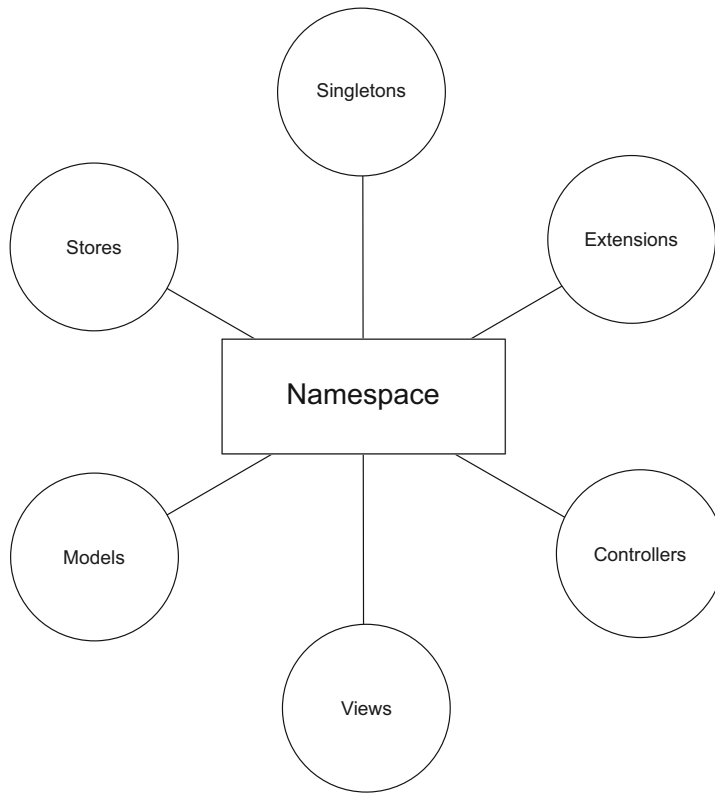 Singletons
Stores
Extensions
Namespace
Models
Controllers
Views